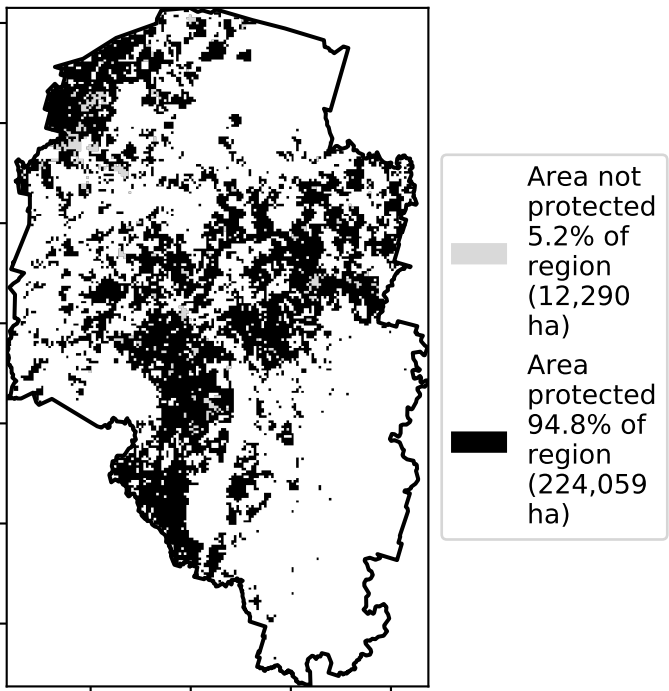 Area not
protected
5.2% of
region
(12,290
ha)
Area
protected
94.8% of
region
(224,059
ha)